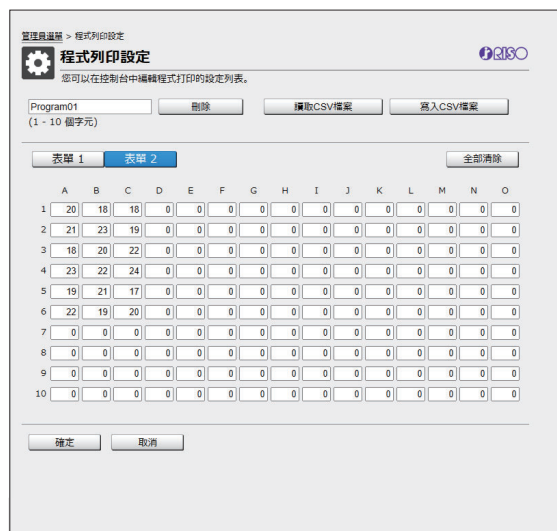 管理員選單 > 程式列印設定
程式列印設定
RISO
您可以在控制台中編輯程式打印的設定列表。
Program01 刪除 讀取CSV檔案 寫入CSV檔案
(1 - 10 個字元)
表單 1 表單 2 全部清除
A B C D E F G H I J K L M N O
1 20 18 18 0 0 0 0 0 0 0 0 0 0 0 0
2 21 23 19 0 0 0 0 0 0 0 0 0 0 0 0
3 18 20 22 0 0 0 0 0 0 0 0 0 0 0 0
4 23 22 24 0 0 0 0 0 0 0 0 0 0 0 0
5 19 21 17 0 0 0 0 0 0 0 0 0 0 0 0
6 22 19 20 0 0 0 0 0 0 0 0 0 0 0 0
7 0 0 0 0 0 0 0 0 0 0 0 0 0 0 0
8 0 0 0 0 0 0 0 0 0 0 0 0 0 0 0
9 0 0 0 0 0 0 0 0 0 0 0 0 0 0 0
10 0 0 0 0 0 0 0 0 0 0 0 0 0 0 0
確定 取消